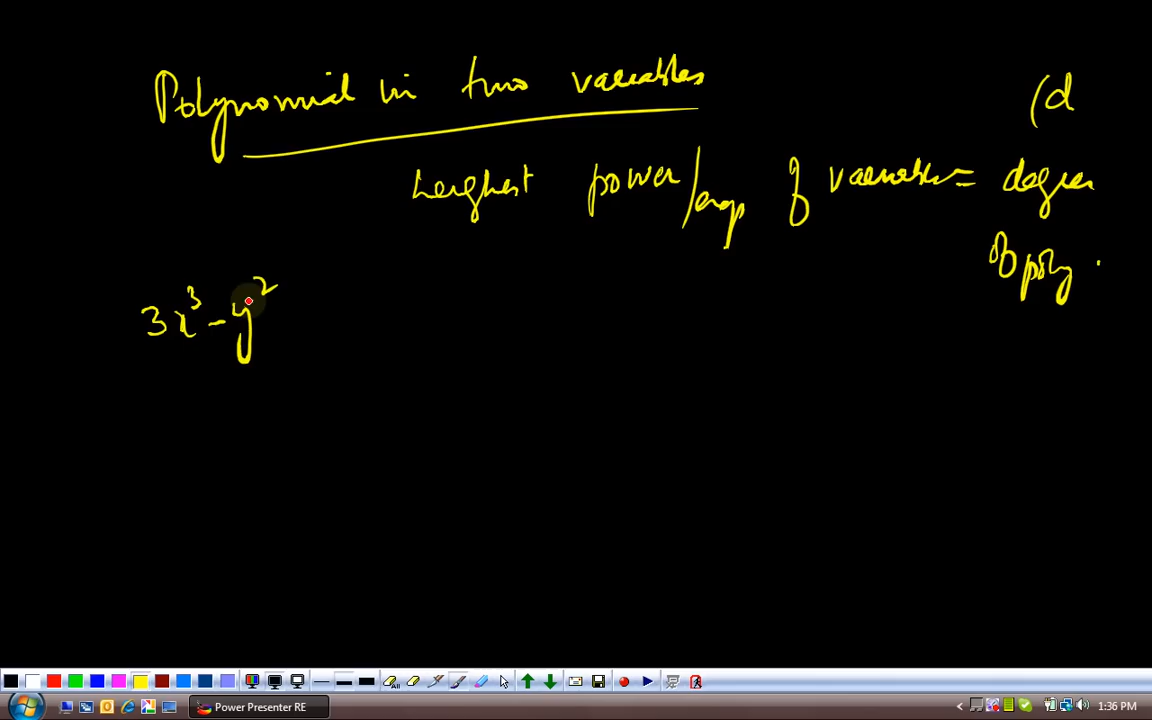 Polynomial in two variables
(d
highest power/exp of variable = degree
of poly.
3x³ - y²
Power Presenter RE
1:36 PM